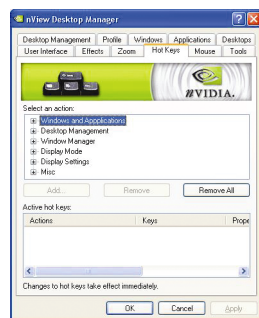 nView Desktop Manager
Desktop Management Profile Windows Applications Desktops
User Interface Effects Zoom Hot Keys Mouse Tools
NVIDIA.
Select an action:
Windows and Appplications
Desktop Management
Window Manager
Display Mode
Display Settings
Misc
Add... Remove Remove All
Active hot keys:
Actions Keys Prope
Changes to hot keys take effect immediately.
OK Cancel Apply